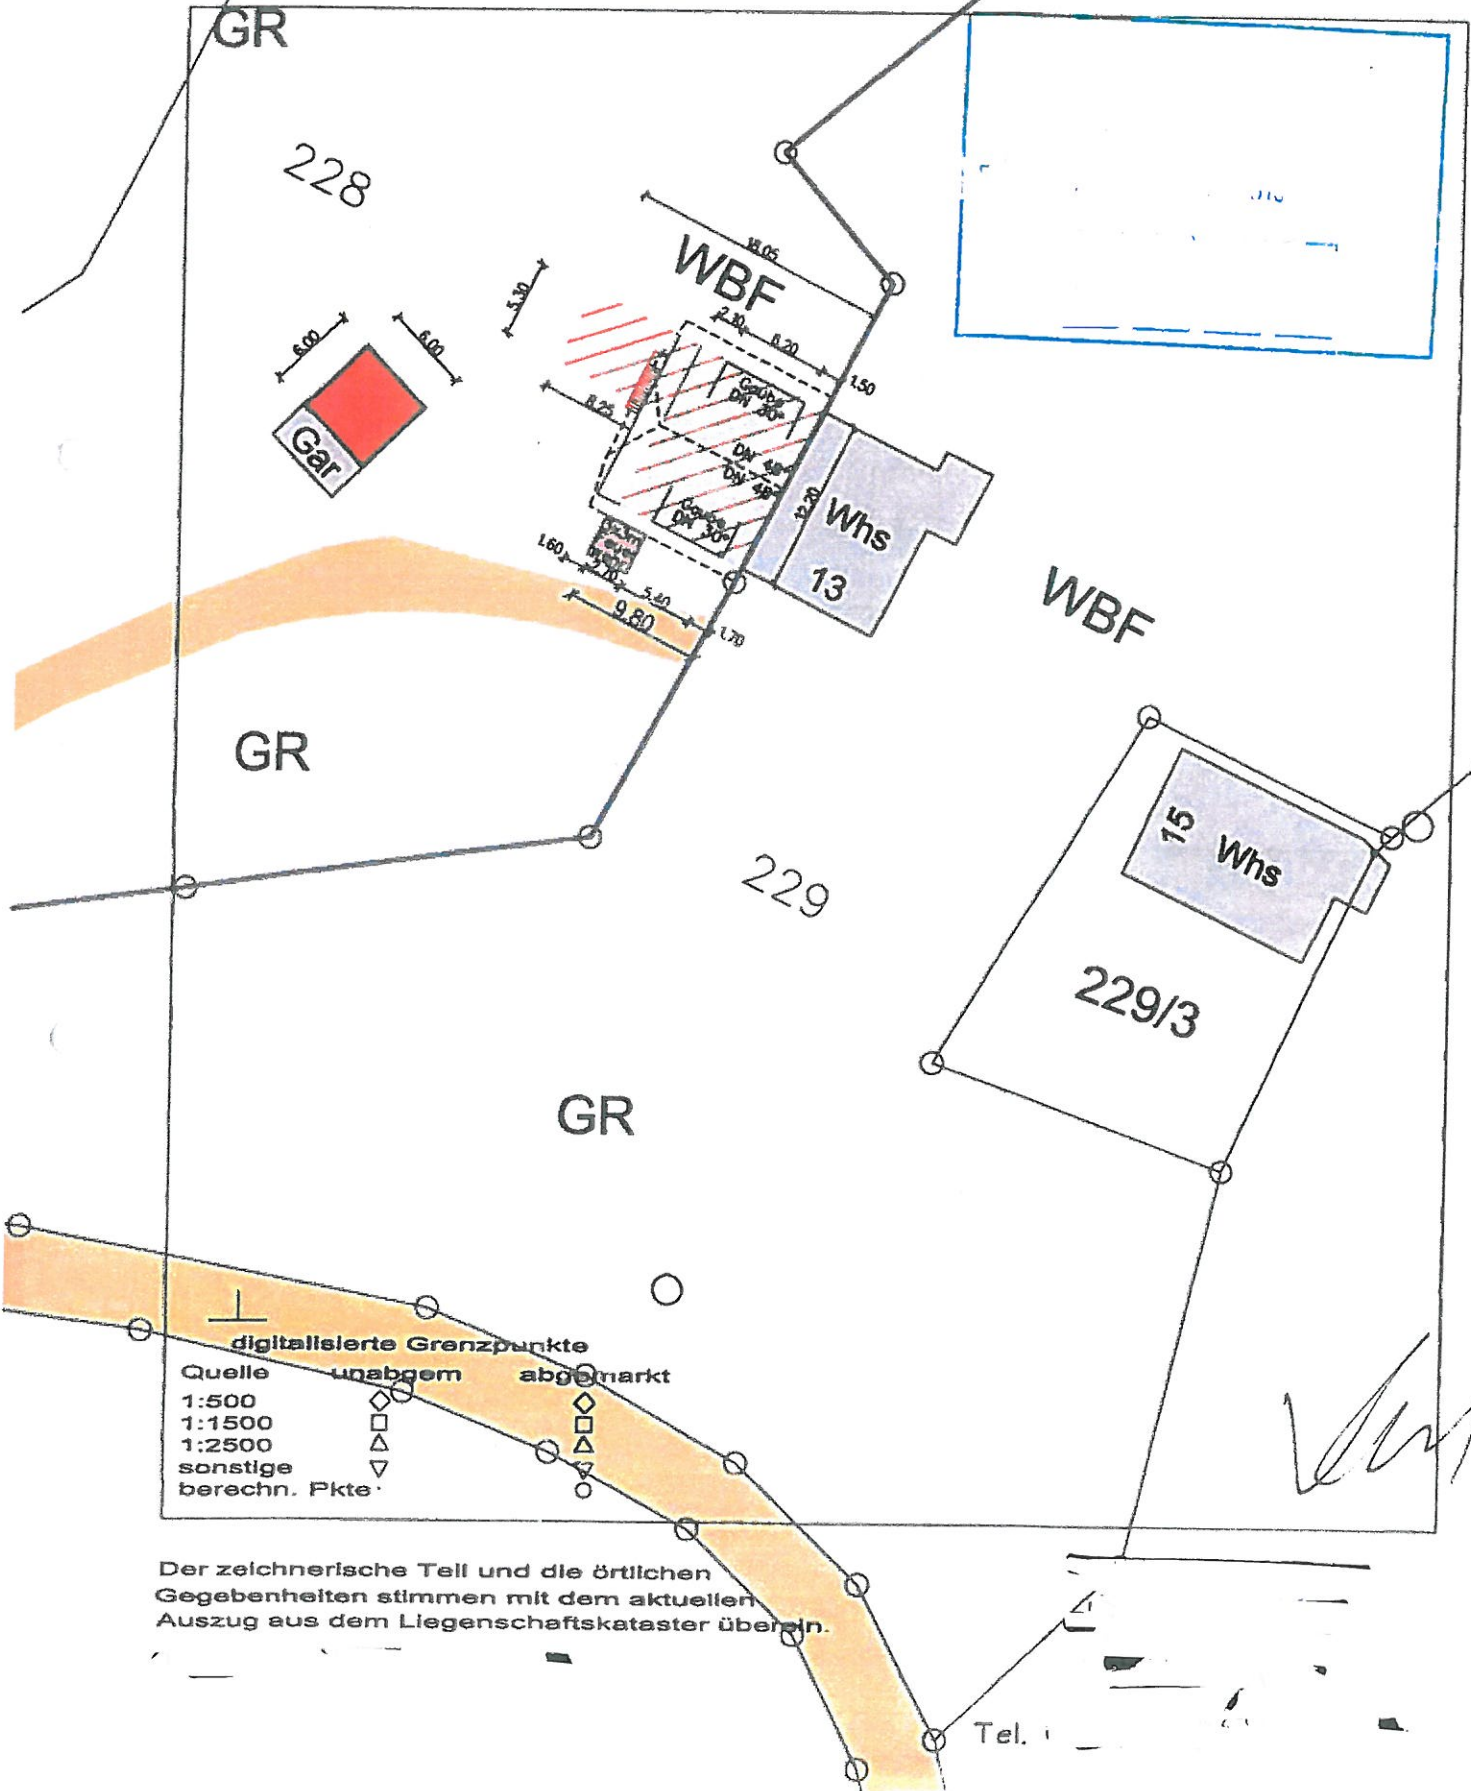 GR
228
18.05
WBF
5.30
6.00
6.00
2.10
8.20
1.50
8.25
Gaube
DN 30°
Gar
DN 48°
DN 48°
12.20
Whs
13
Gaube
DN 30°
1.60
2.70
5.40
9.80
1.70
WBF
GR
15 Whs
229
229/3
GR
digitalisierte Grenzpunkte
Quelle unabgem abgemarkt
1:500
1:1500
1:2500
sonstige
berechn. Pkte
Der zeichnerische Teil und die örtlichen
Gegebenheiten stimmen mit dem aktuellen
Auszug aus dem Liegenschaftskataster überein.
Tel.